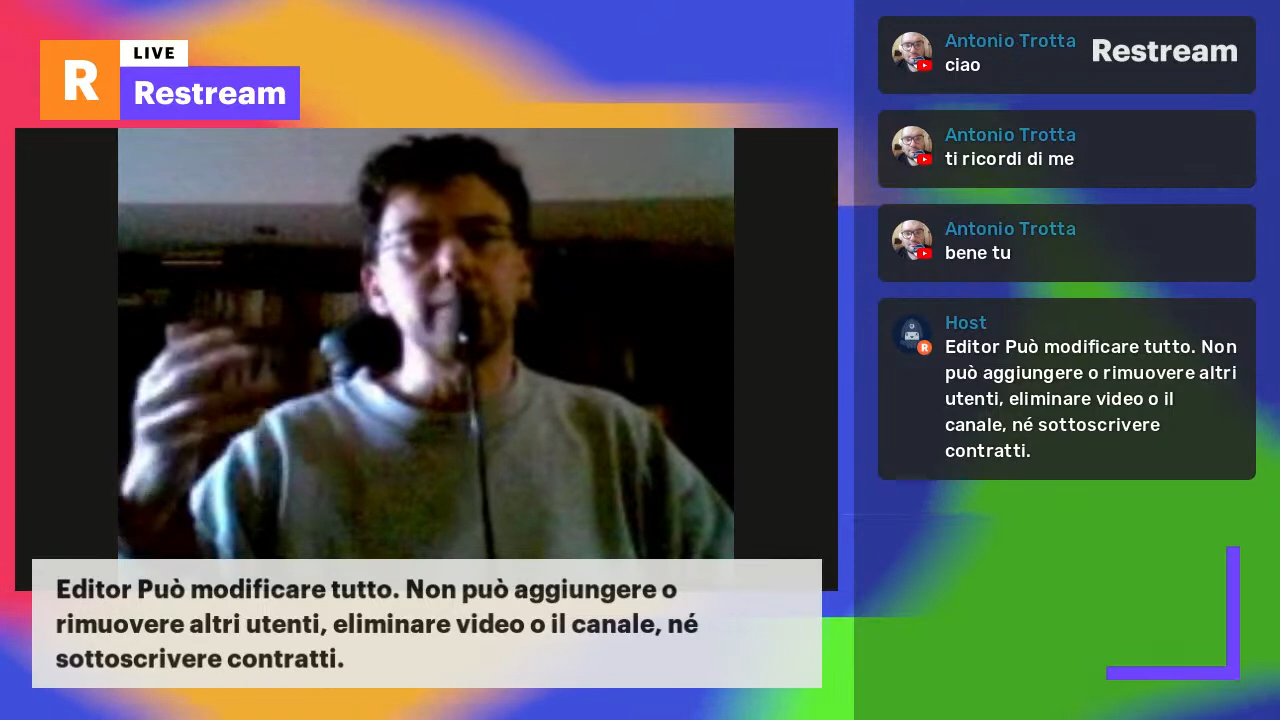 R
LIVE
Restream
Antonio Trotta
Restream
ciao
Antonio Trotta
ti ricordi di me
Antonio Trotta
bene tu
Host
R
Editor Può modificare tutto. Non
può aggiungere o rimuovere altri
utenti, eliminare video o il
canale, né sottoscrivere
contratti.
Editor Può modificare tutto. Non può aggiungere o
rimuovere altri utenti, eliminare video o il canale, né
sottoscrivere contratti.